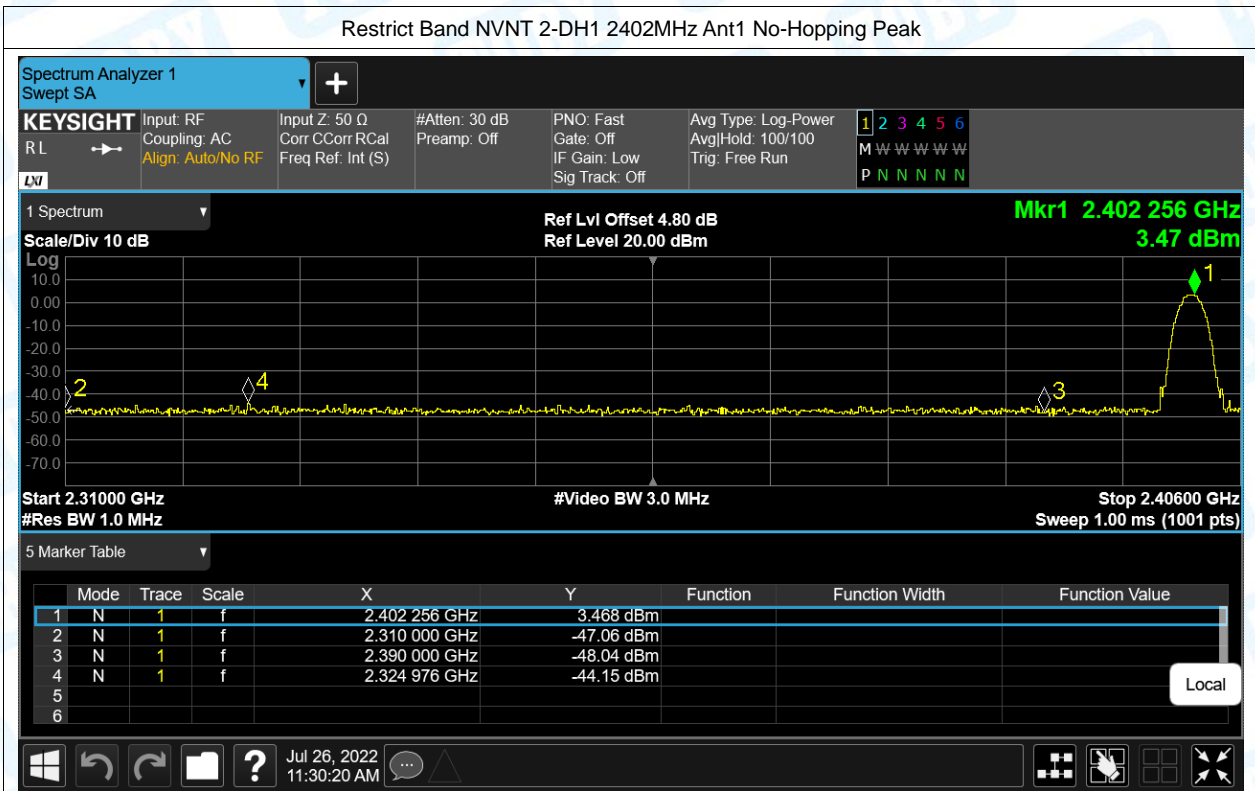 Restrict Band NVNT 2-DH1 2402MHz Ant1 No-Hopping Peak
Spectrum Analyzer 1
Swept SA
KEYSIGHT
R L
LXI
Input: RF
Coupling: AC
Align: Auto/No RF
Input Z: 50 Ω
Corr CCorr RCal
Freq Ref: Int (S)
#Atten: 30 dB
Preamp: Off
PNO: Fast
Gate: Off
IF Gain: Low
Sig Track: Off
Avg Type: Log-Power
Avg|Hold: 100/100
Trig: Free Run
1 2 3 4 5 6
M W W W W W
P N N N N N
1 Spectrum
Scale/Div 10 dB
Ref Lvl Offset 4.80 dB
Ref Level 20.00 dBm
Mkr1 2.402 256 GHz
3.47 dBm
Log
10.0
0.00
-10.0
-20.0
-30.0
-40.0
-50.0
-60.0
-70.0
1
2
4
3
Start 2.31000 GHz
#Video BW 3.0 MHz
Stop 2.40600 GHz
#Res BW 1.0 MHz
Sweep 1.00 ms (1001 pts)
5 Marker Table
Mode Trace Scale X Y Function Function Width Function Value
1 N 1 f 2.402 256 GHz 3.468 dBm
2 N 1 f 2.310 000 GHz -47.06 dBm
3 N 1 f 2.390 000 GHz -48.04 dBm
4 N 1 f 2.324 976 GHz -44.15 dBm
5
6
Local
?
Jul 26, 2022
11:30:20 AM